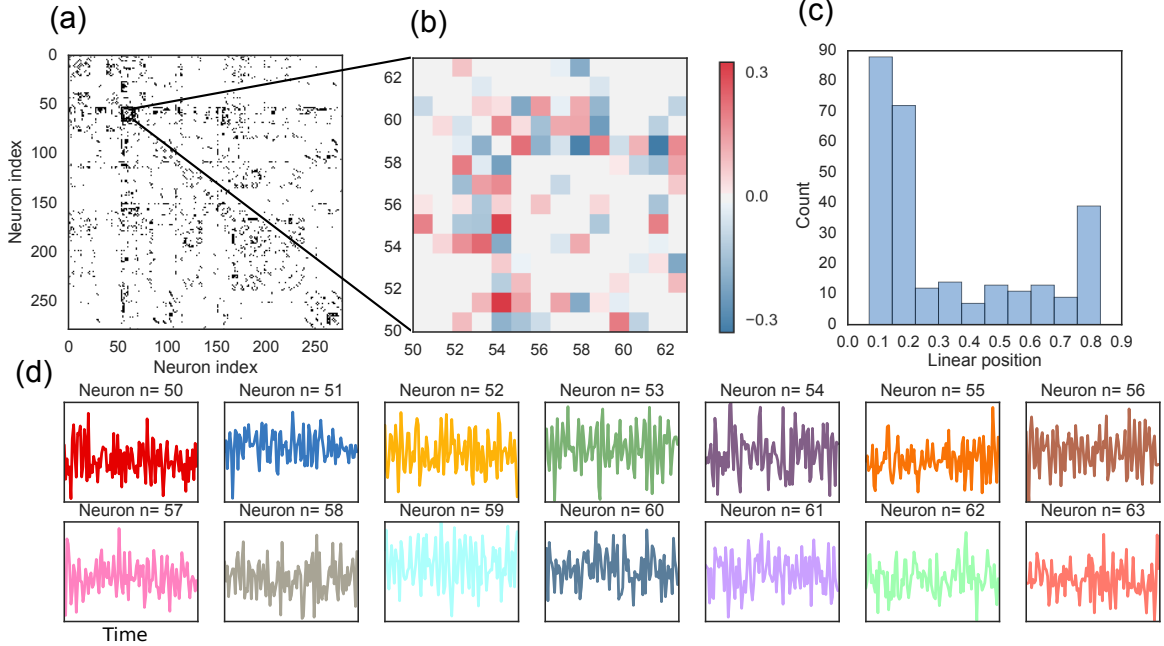 (a)
(b)
(c)
0
50
100
150
200
250
Neuron index
0 50 100 150 200 250
Neuron index
62
60
58
56
54
52
50
50 52 54 56 58 60 62
0.3
0.0
−0.3
90
80
70
60
50
40
30
20
10
0
Count
0.0 0.1 0.2 0.3 0.4 0.5 0.6 0.7 0.8 0.9
Linear position
(d)
Neuron n= 50 Neuron n= 51 Neuron n= 52 Neuron n= 53 Neuron n= 54 Neuron n= 55 Neuron n= 56
Neuron n= 57 Neuron n= 58 Neuron n= 59 Neuron n= 60 Neuron n= 61 Neuron n= 62 Neuron n= 63
Time